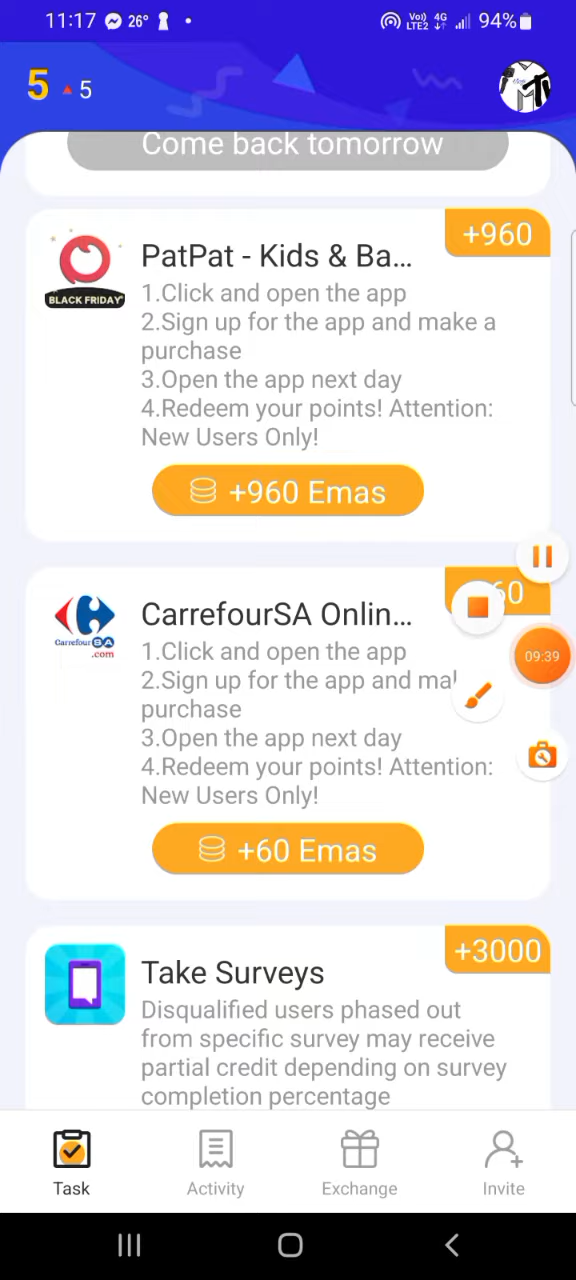 11:17 26° Vo)) LTE2 4G 94%
5 5
Come back tomorrow
+960
PatPat - Kids & Ba...
BLACK FRIDAY
1.Click and open the app
2.Sign up for the app and make a
purchase
3.Open the app next day
4.Redeem your points! Attention:
New Users Only!
+960 Emas
60
CarrefourSA Onlin...
CarrefourSA
.com
1.Click and open the app
2.Sign up for the app and
purchase
09:39
3.Open the app next day
4.Redeem your points! Attention:
New Users Only!
+60 Emas
+3000
Take Surveys
Disqualified users phased out
from specific survey may receive
partial credit depending on survey
completion percentage
Task Activity Exchange Invite